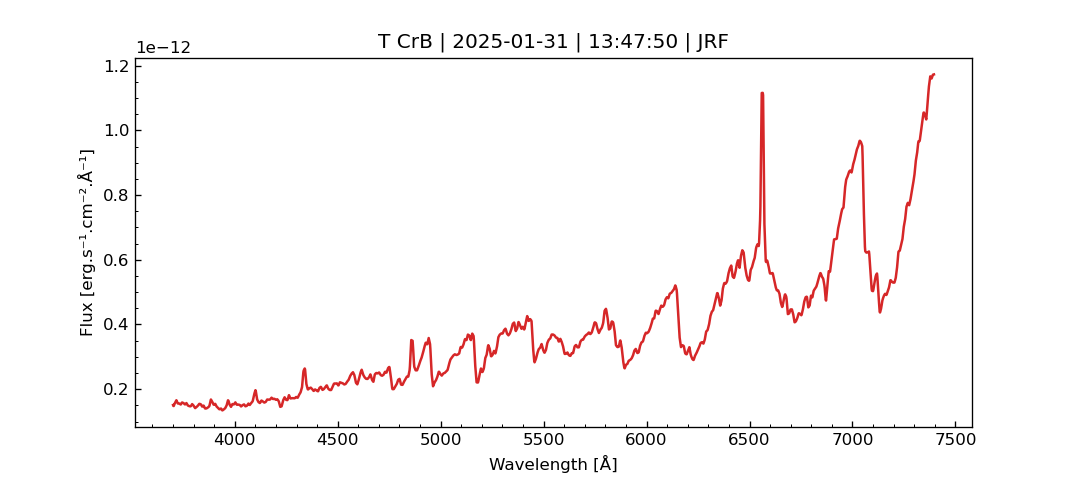 T CrB | 2025-01-31 | 13:47:50 | JRF
1e−12
1.2
1.0
0.8
0.6
0.4
0.2
Flux [erg.s⁻¹.cm⁻².Å⁻¹]
4000 4500 5000 5500 6000 6500 7000 7500
Wavelength [Å]